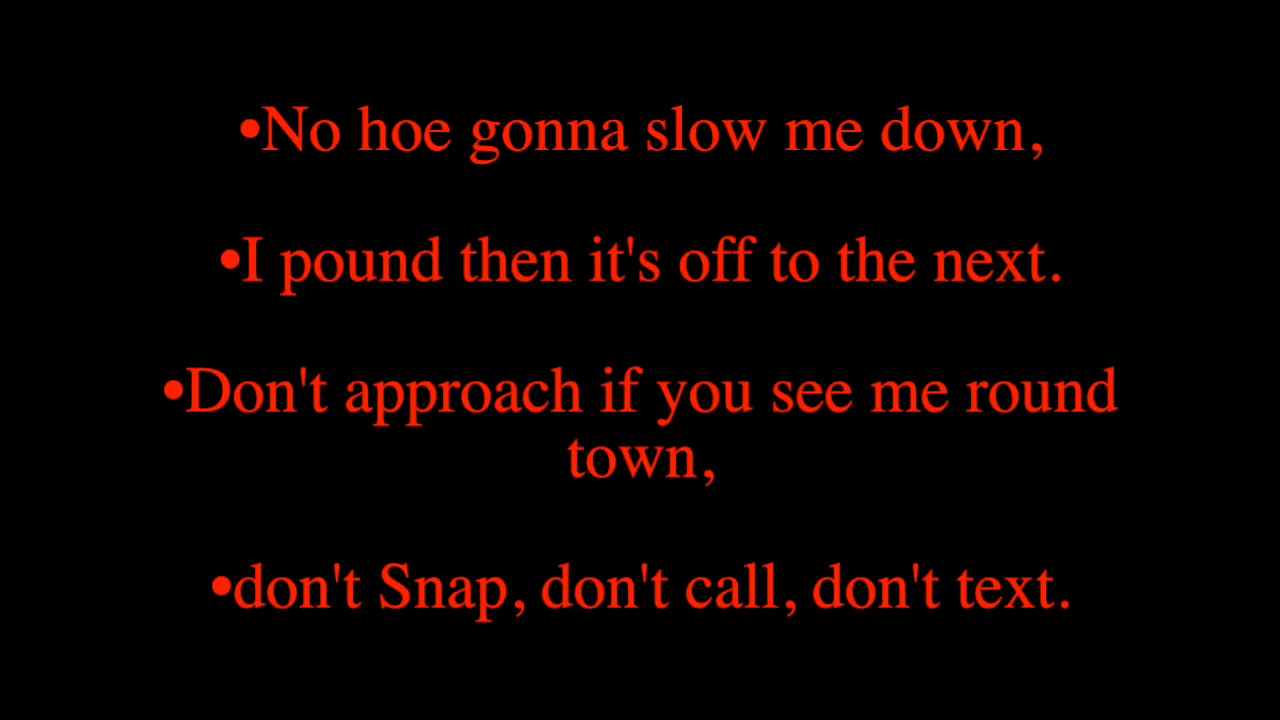 •No hoe gonna slow me down,
•I pound then it's off to the next.
•Don't approach if you see me round
town,
•don't Snap, don't call, don't text.